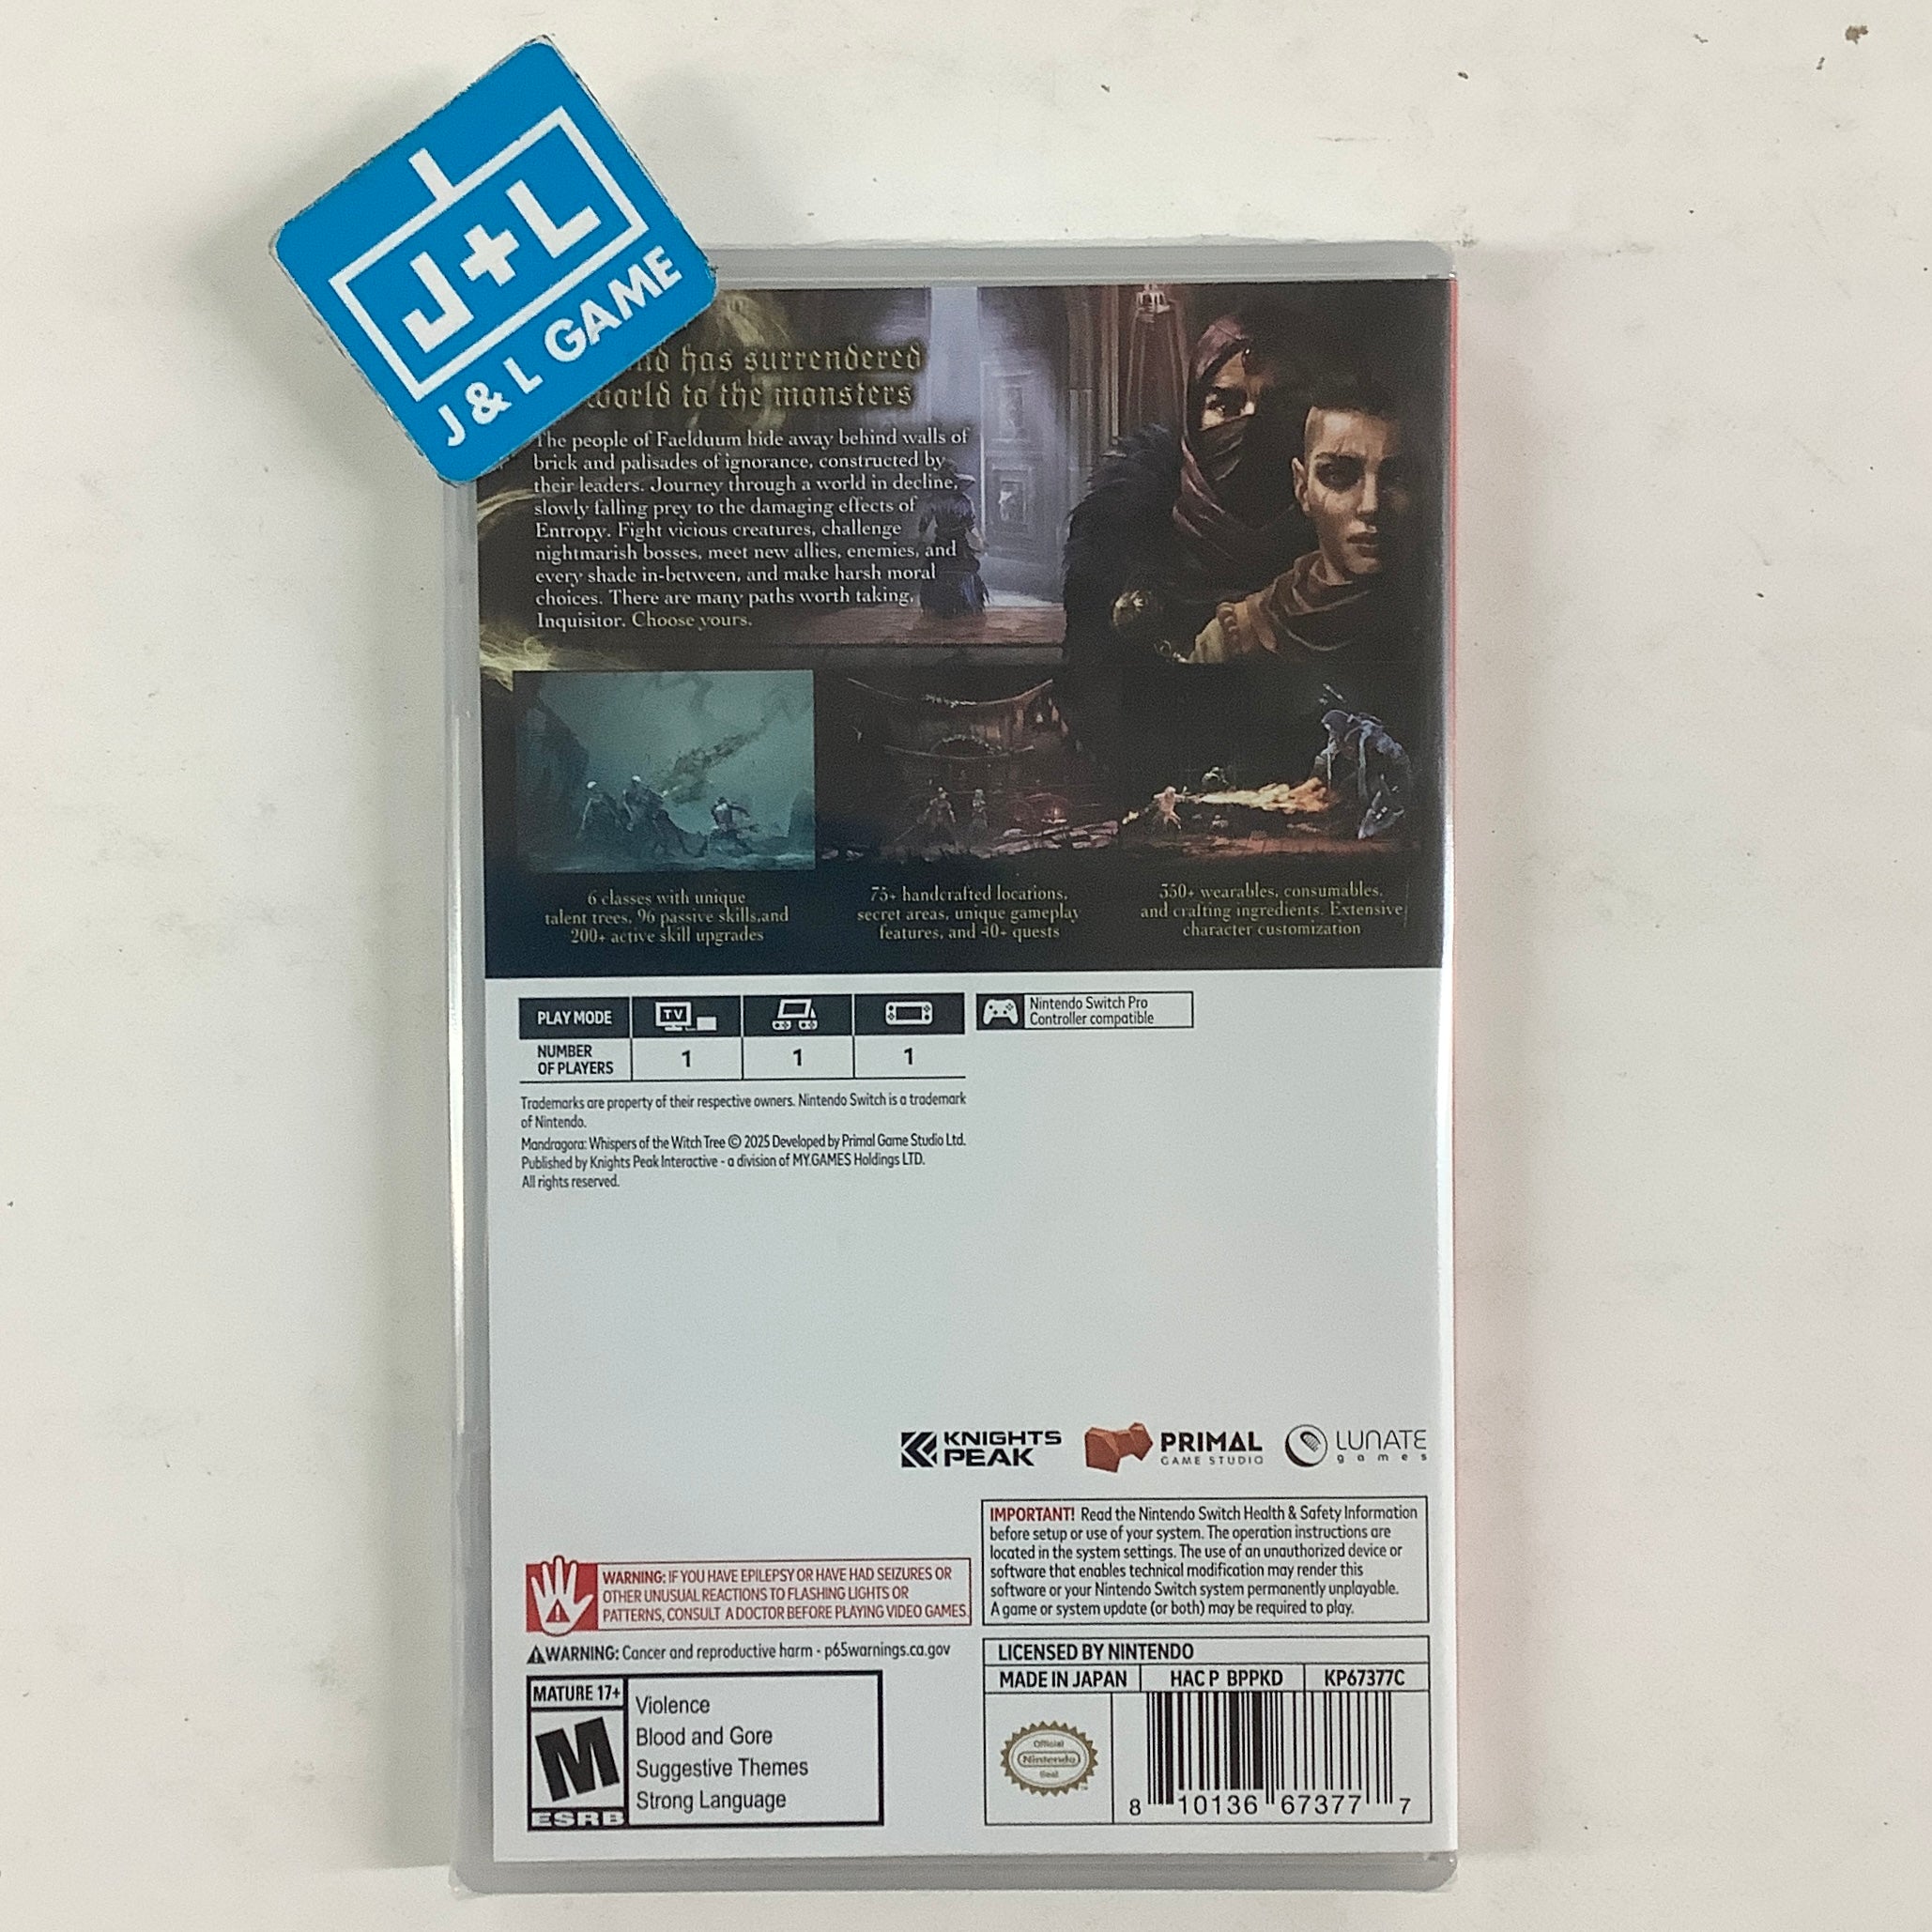 J+L
J & L GAME
has surrendered
world to the monsters
The people of Faelduum hide away behind walls of
brick and palisades of ignorance, constructed by
their leaders. Journey through a world in decline,
slowly falling prey to the damaging effects of
Entropy. Fight vicious creatures, challenge
nightmarish bosses, meet new allies, enemies, and
every shade in-between, and make harsh moral
choices. There are many paths worth taking,
Inquisitor. Choose yours.
6 classes with unique
talent trees, 96 passive skills,and
200+ active skill upgrades
75+ handcrafted locations,
secret areas, unique gameplay
features, and 40+ quests
350+ wearables, consumables,
and crafting ingredients. Extensive
character customization
PLAY MODE
TV
NUMBER
OF PLAYERS
1
1
1
Nintendo Switch Pro
Controller compatible
Trademarks are property of their respective owners. Nintendo Switch is a trademark
of Nintendo.
Mandragora: Whispers of the Witch Tree © 2025 Developed by Primal Game Studio Ltd.
Published by Knights Peak Interactive - a division of MY.GAMES Holdings LTD.
All rights reserved.
KNIGHTS
PEAK
PRIMAL
GAME STUDIO
LUNATE
games
WARNING: IF YOU HAVE EPILEPSY OR HAVE HAD SEIZURES OR
OTHER UNUSUAL REACTIONS TO FLASHING LIGHTS OR
PATTERNS, CONSULT A DOCTOR BEFORE PLAYING VIDEO GAMES.
WARNING: Cancer and reproductive harm - p65warnings.ca.gov
MATURE 17+
M
ESRB
Violence
Blood and Gore
Suggestive Themes
Strong Language
IMPORTANT! Read the Nintendo Switch Health & Safety Information
before setup or use of your system. The operation instructions are
located in the system settings. The use of an unauthorized device or
software that enables technical modification may render this
software or your Nintendo Switch system permanently unplayable.
A game or system update (or both) may be required to play.
LICENSED BY NINTENDO
MADE IN JAPAN
HAC P BPPKD
KP67377C
Official
Nintendo
Seal
8 10136 67377 7